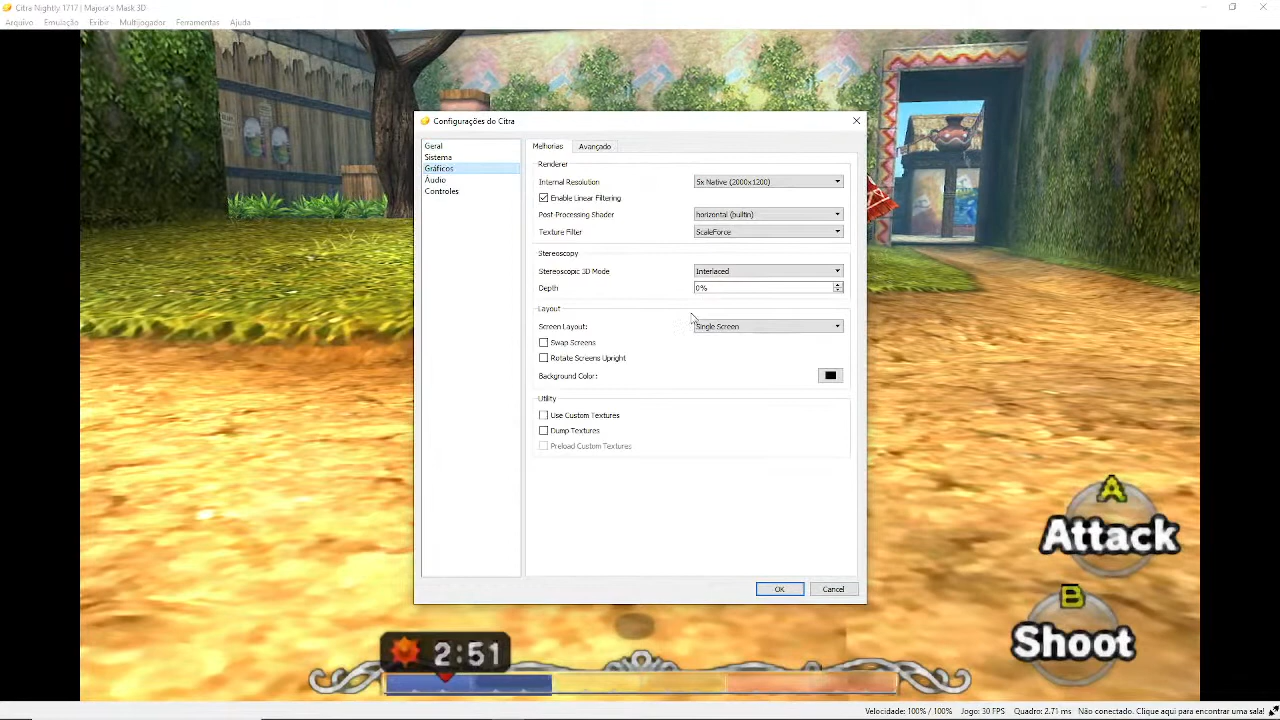 Citra Nightly 1717 | Majora's Mask 3D
Arquivo Emulação Exibir Multijogador Ferramentas Ajuda
Configurações do Citra
Geral
Sistema
Gráficos
Áudio
Controles
Melhorias Avançado
Renderer
Internal Resolution 5x Native (2000x1200)
Enable Linear Filtering
Post-Processing Shader horizontal (builtin)
Texture Filter ScaleForce
Stereoscopy
Stereoscopic 3D Mode Interlaced
Depth 0%
Layout
Screen Layout: Single Screen
Swap Screens
Rotate Screens Upright
Background Color:
Utility
Use Custom Textures
Dump Textures
Preload Custom Textures
OK Cancel
A
Attack
B
Shoot
2:51
Velocidade: 100% / 100% Jogo: 30 FPS Quadro: 2.71 ms Não conectado. Clique aqui para encontrar uma sala!